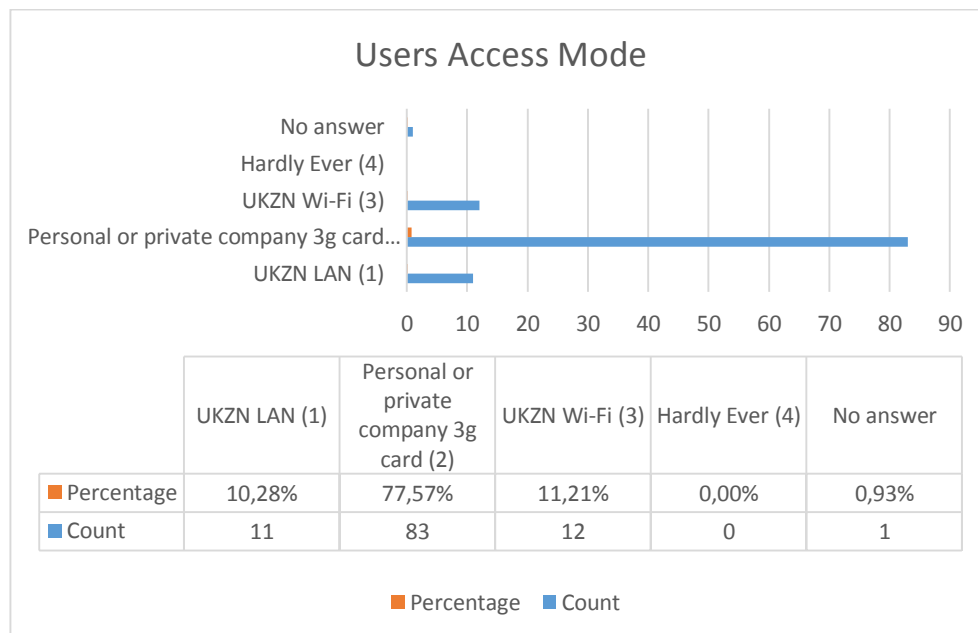 Users Access Mode
No answer
Hardly Ever (4)
UKZN Wi-Fi (3)
Personal or private company 3g card...
UKZN LAN (1)
0 10 20 30 40 50 60 70 80 90
UKZN LAN (1)
Personal or
private
company 3g
card (2)
UKZN Wi-Fi (3)
Hardly Ever (4)
No answer
Percentage 10,28% 77,57% 11,21% 0,00% 0,93%
Count 11 83 12 0 1
Percentage Count